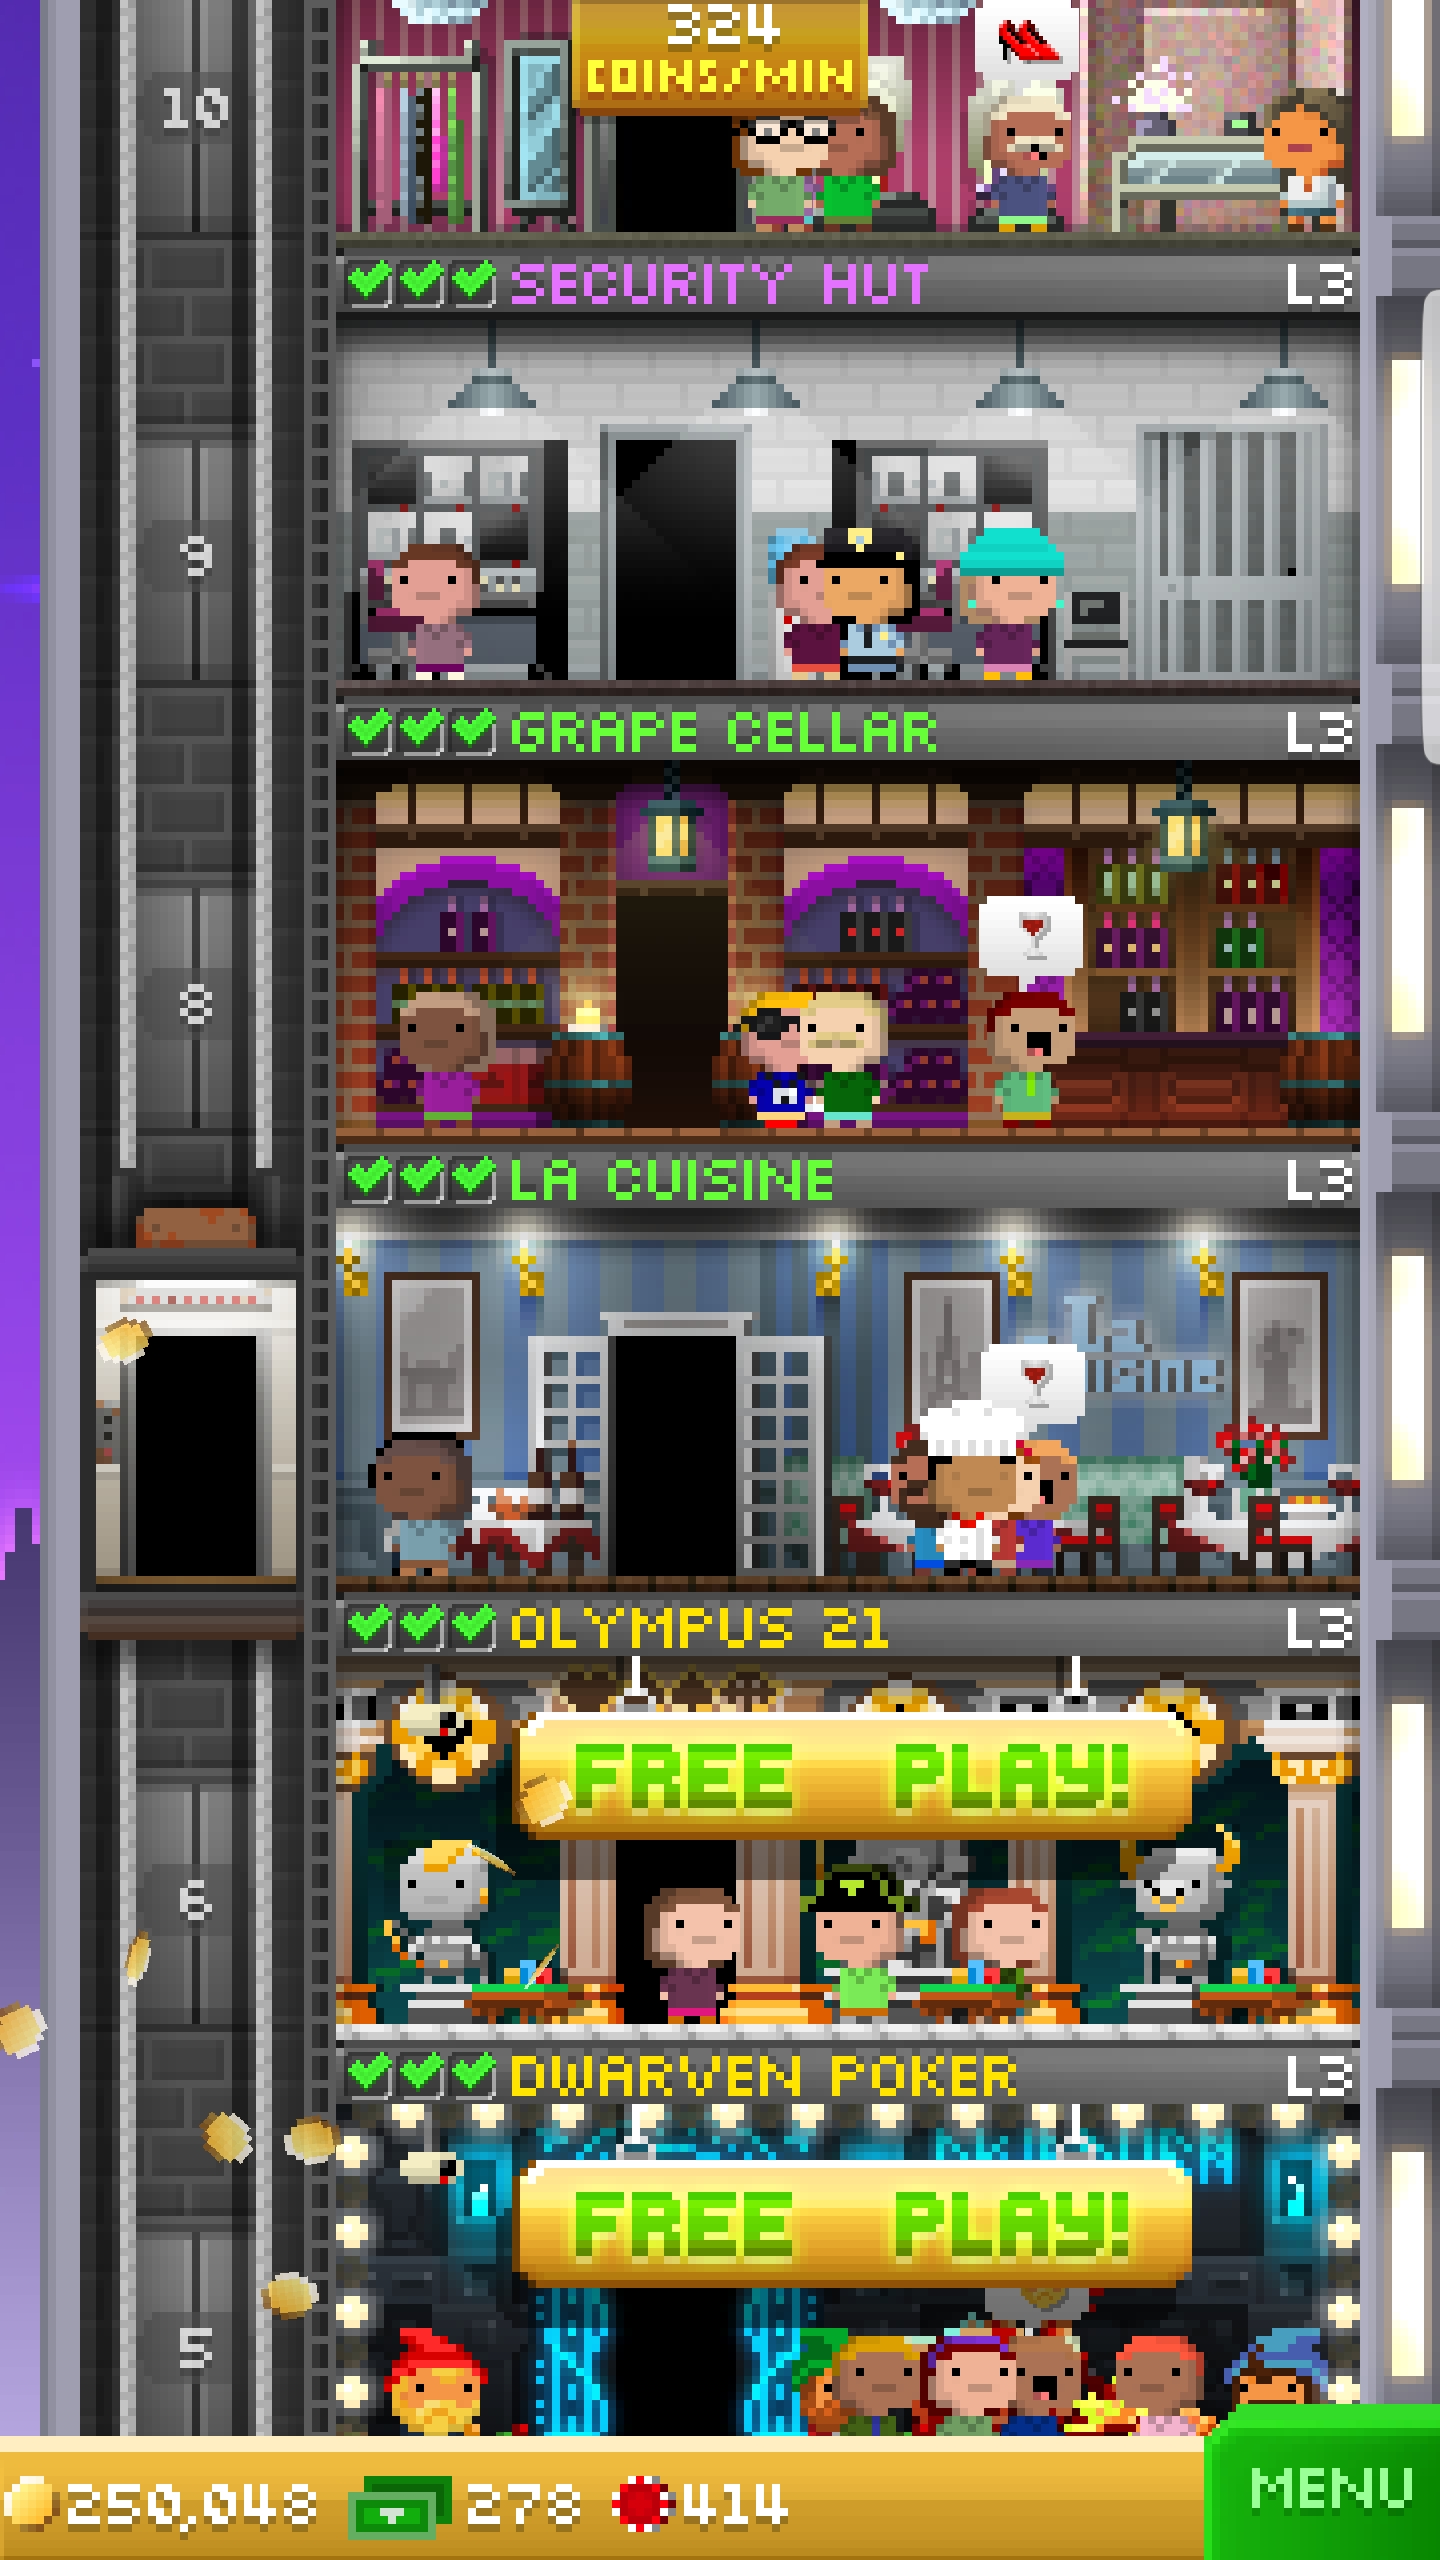 324
COINS/MIN
10
SECURITY HUT L3
9
GRAPE CELLAR L3
8
LA CUISINE L3
La
OLYMPUS 21 L3
FREE PLAY!
6
DWARVEN POKER L3
FREE PLAY!
5
250,048 278 414
MENU